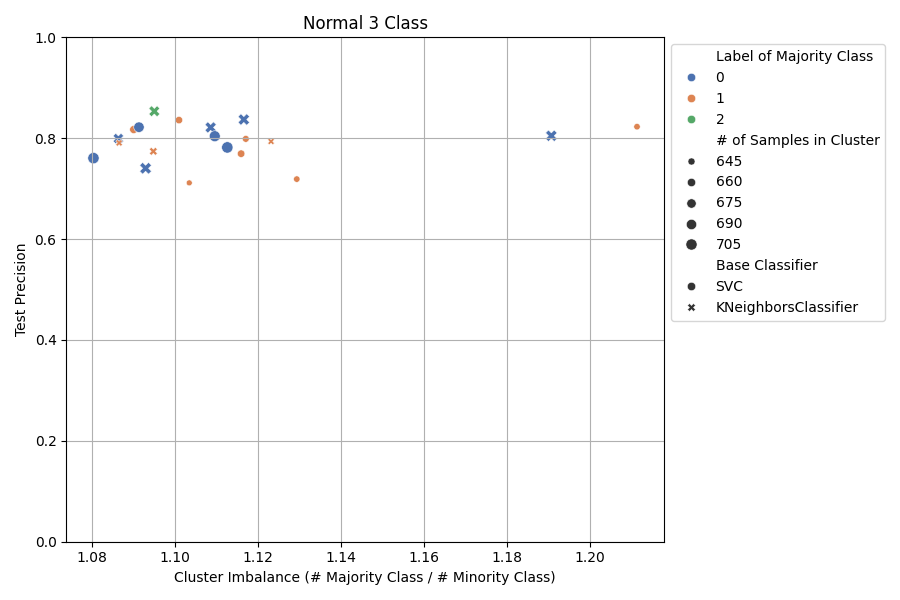 Normal 3 Class
1.0
0.8
0.6
0.4
0.2
0.0
Test Precision
1.08 1.10 1.12 1.14 1.16 1.18 1.20
Cluster Imbalance (# Majority Class / # Minority Class)
Label of Majority Class
0
1
2
# of Samples in Cluster
645
660
675
690
705
Base Classifier
SVC
KNeighborsClassifier